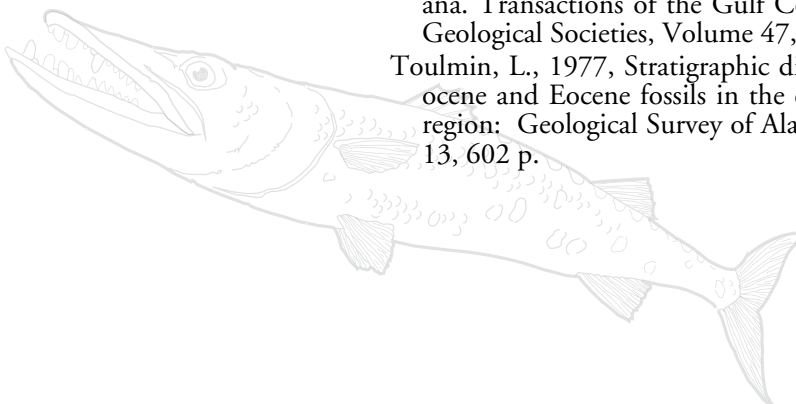 ana. Transactions of the Gulf Co
Geological Societies, Volume 47,
Toulmin, L., 1977, Stratigraphic di
ocene and Eocene fossils in the
region: Geological Survey of Ala
13, 602 p.